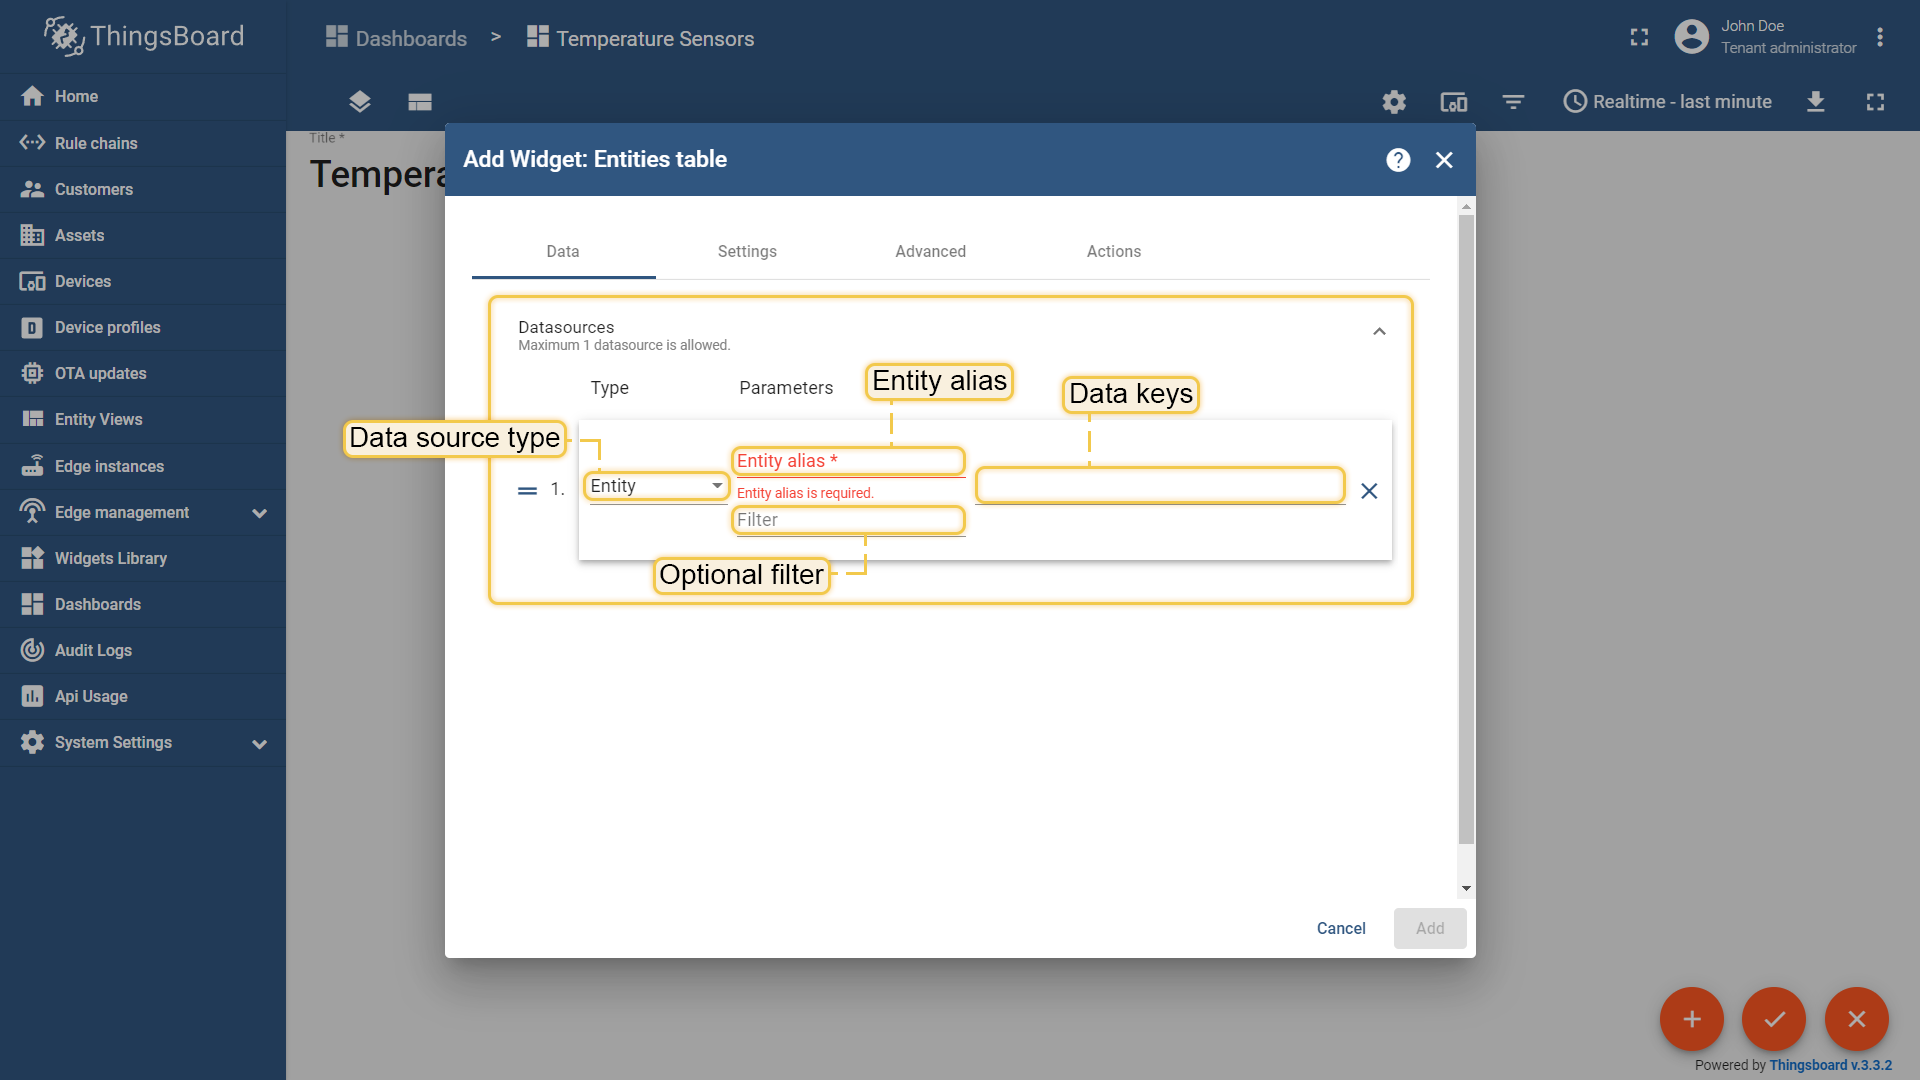 ThingsBoard
Dashboards > Temperature Sensors
John Doe
Tenant administrator
Realtime - last minute
Home
Rule chains
Customers
Assets
Devices
Device profiles
OTA updates
Entity Views
Edge instances
Edge management
Widgets Library
Dashboards
Audit Logs
Api Usage
System Settings
Title *
Tempera
Add Widget: Entities table
?
Data
Settings
Advanced
Actions
Datasources
Maximum 1 datasource is allowed.
Type
Parameters
Entity alias
Data keys
Data source type
1.
Entity
Entity alias *
Entity alias is required.
Filter
Optional filter
Cancel
Add
Powered by Thingsboard v.3.3.2